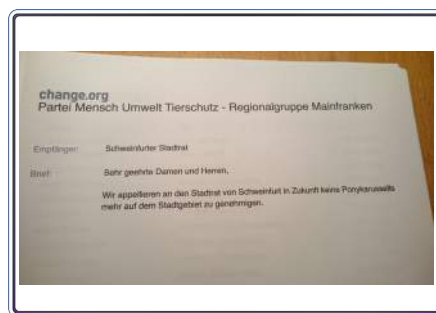 change.org
Partei Mensch Umwelt Tierschutz - Regionalgruppe Mainfranken
Empfänger: Schweinfurter Stadtrat
Brief: Sehr geehrte Damen und Herren,
Wir appellieren an den Stadtrat von Schweinfurt in Zukunft keine Ponykarussells
mehr auf dem Stadtgebiet zu genehmigen.